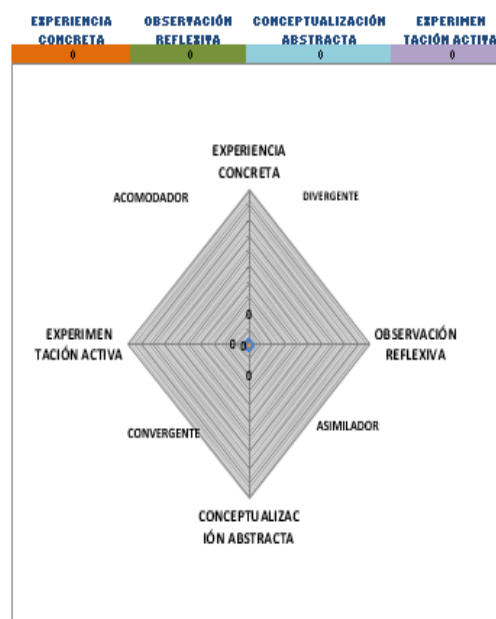 EXPERIENCIA CONCRETA
OBSERVACIÓN REFLEXIVA
CONCEPTUALIZACIÓN ABSTRACTA
EXPERIMEN TACIÓN ACTIVA
0 0 0 0
EXPERIENCIA
CONCRETA
ACOMODADOR
DIVERGENTE
0
EXPERIMEN
TACIÓN ACTIVA
0 0
OBSERVACIÓN
REFLEXIVA
0
CONVERGENTE
ASIMILADOR
CONCEPTUALIZAC
IÓN ABSTRACTA